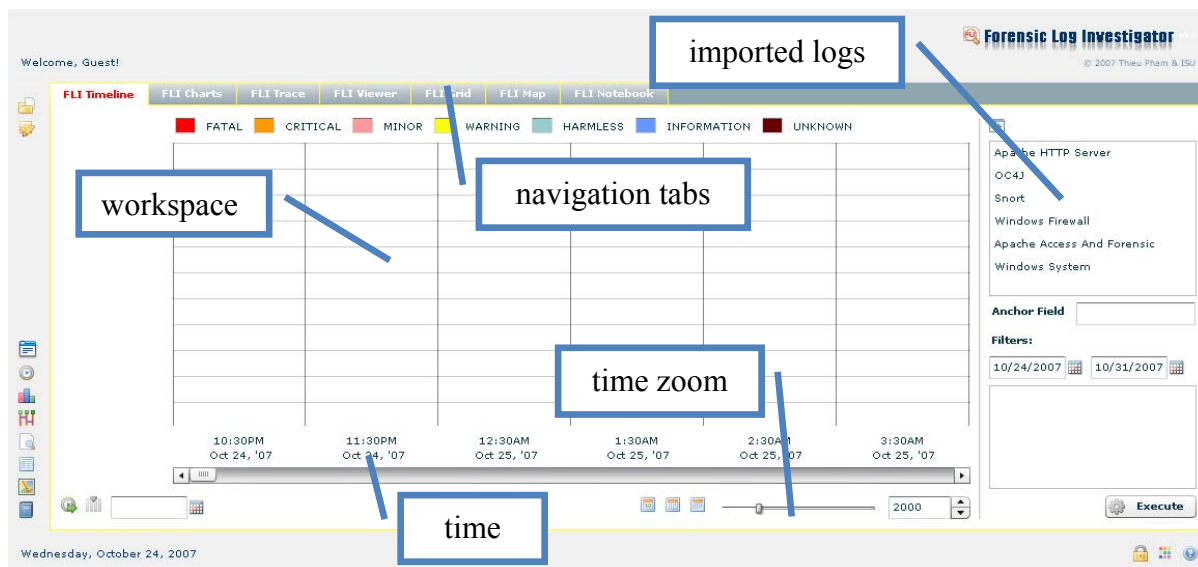 imported logs
Forensic Log Investigator
Welcome, Guest!
© 2007 Thieu Pham & ISU
FLI Timeline FLI Charts FLI Trace FLI Viewer FLI Grid FLI Map FLI Notebook
FATAL CRITICAL MINOR WARNING HARMLESS INFORMATION UNKNOWN
Apache HTTP Server
OC4J
Snort
Windows Firewall
Apache Access And Forensic
Windows System
workspace
navigation tabs
Anchor Field
Filters:
10/24/2007 10/31/2007
time zoom
10:30PM 11:30PM 12:30AM 1:30AM 2:30AM 3:30AM
Oct 24, '07 Oct 24, '07 Oct 25, '07 Oct 25, '07 Oct 25, '07 Oct 25, '07
2000
Execute
time
Wednesday, October 24, 2007